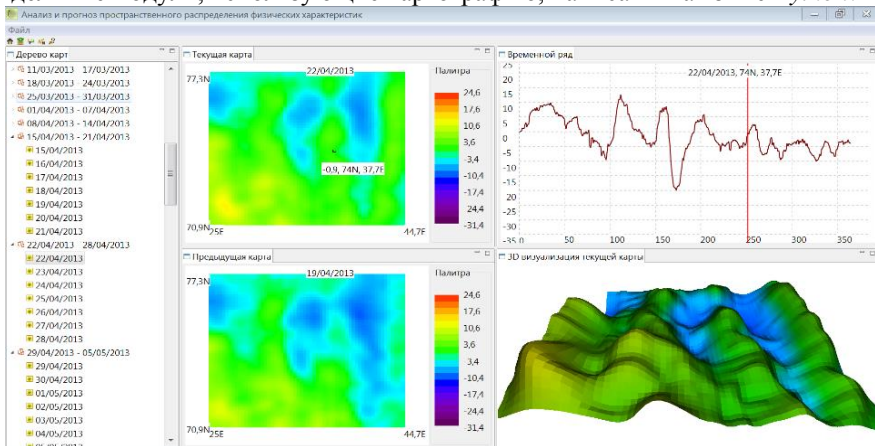 Анализ и прогноз пространственного распределения физических характеристик
Файл
Дерево карт
11/03/2013 - 17/03/2013
18/03/2013 - 24/03/2013
25/03/2013 - 31/03/2013
01/04/2013 - 07/04/2013
08/04/2013 - 14/04/2013
15/04/2013 - 21/04/2013
15/04/2013
16/04/2013
17/04/2013
18/04/2013
19/04/2013
20/04/2013
21/04/2013
22/04/2013 - 28/04/2013
22/04/2013
23/04/2013
24/04/2013
25/04/2013
26/04/2013
27/04/2013
28/04/2013
29/04/2013 - 05/05/2013
29/04/2013
30/04/2013
01/05/2013
02/05/2013
03/05/2013
04/05/2013
Текущая карта
22/04/2013
77,3N
-0,9, 74N, 37,7E
70,9N
25E
44,7E
Палитра
24,6
17,6
10,6
3,6
-3,4
-10,4
-17,4
24,4
-31,4
Предыдущая карта
19/04/2013
77,3N
70,9N
25E
44,7E
Палитра
24,6
17,6
10,6
3,6
3,4
-10,4
-17,4
-24,4
-31,4
Временной ряд
22/04/2013, 74N, 37,7E
25
20
15
10
5
0
-5
-10
-15
-20
-25
-30
-35
0
50
100
150
200
250
300
350
3D визуализация текущей карты